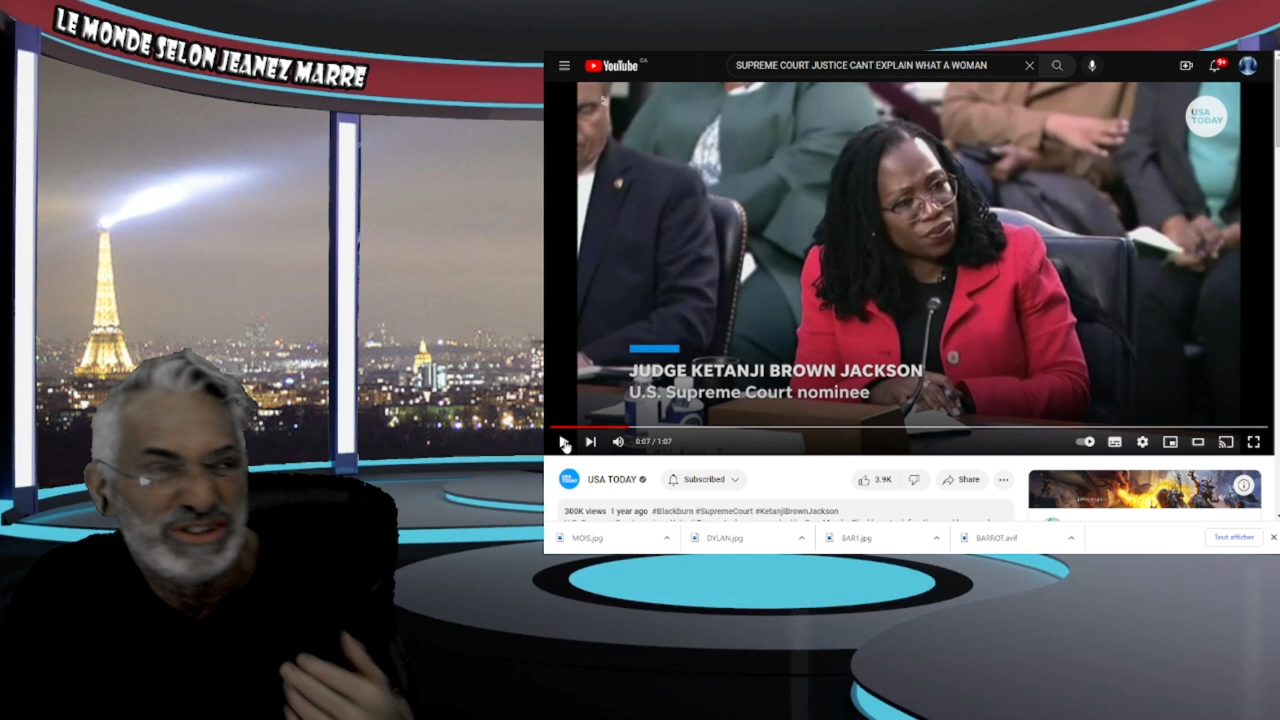 LE MONDE SELON JEANEZ MARRE
YouTube CA
SUPREME COURT JUSTICE CANT EXPLAIN WHAT A WOMAN
9+
USA
TODAY
JUDGE KETANJI BROWN JACKSON
U.S. Supreme Court nominee
0:07 / 1:07
USA TODAY
Subscribed
3.9K
Share
300K views 1 year ago #Blackburn #SupremeCourt #KetanjiBrownJackson
MOIS.jpg
DYLAN.jpg
BAR1.jpg
BARROT.avif
Tout afficher